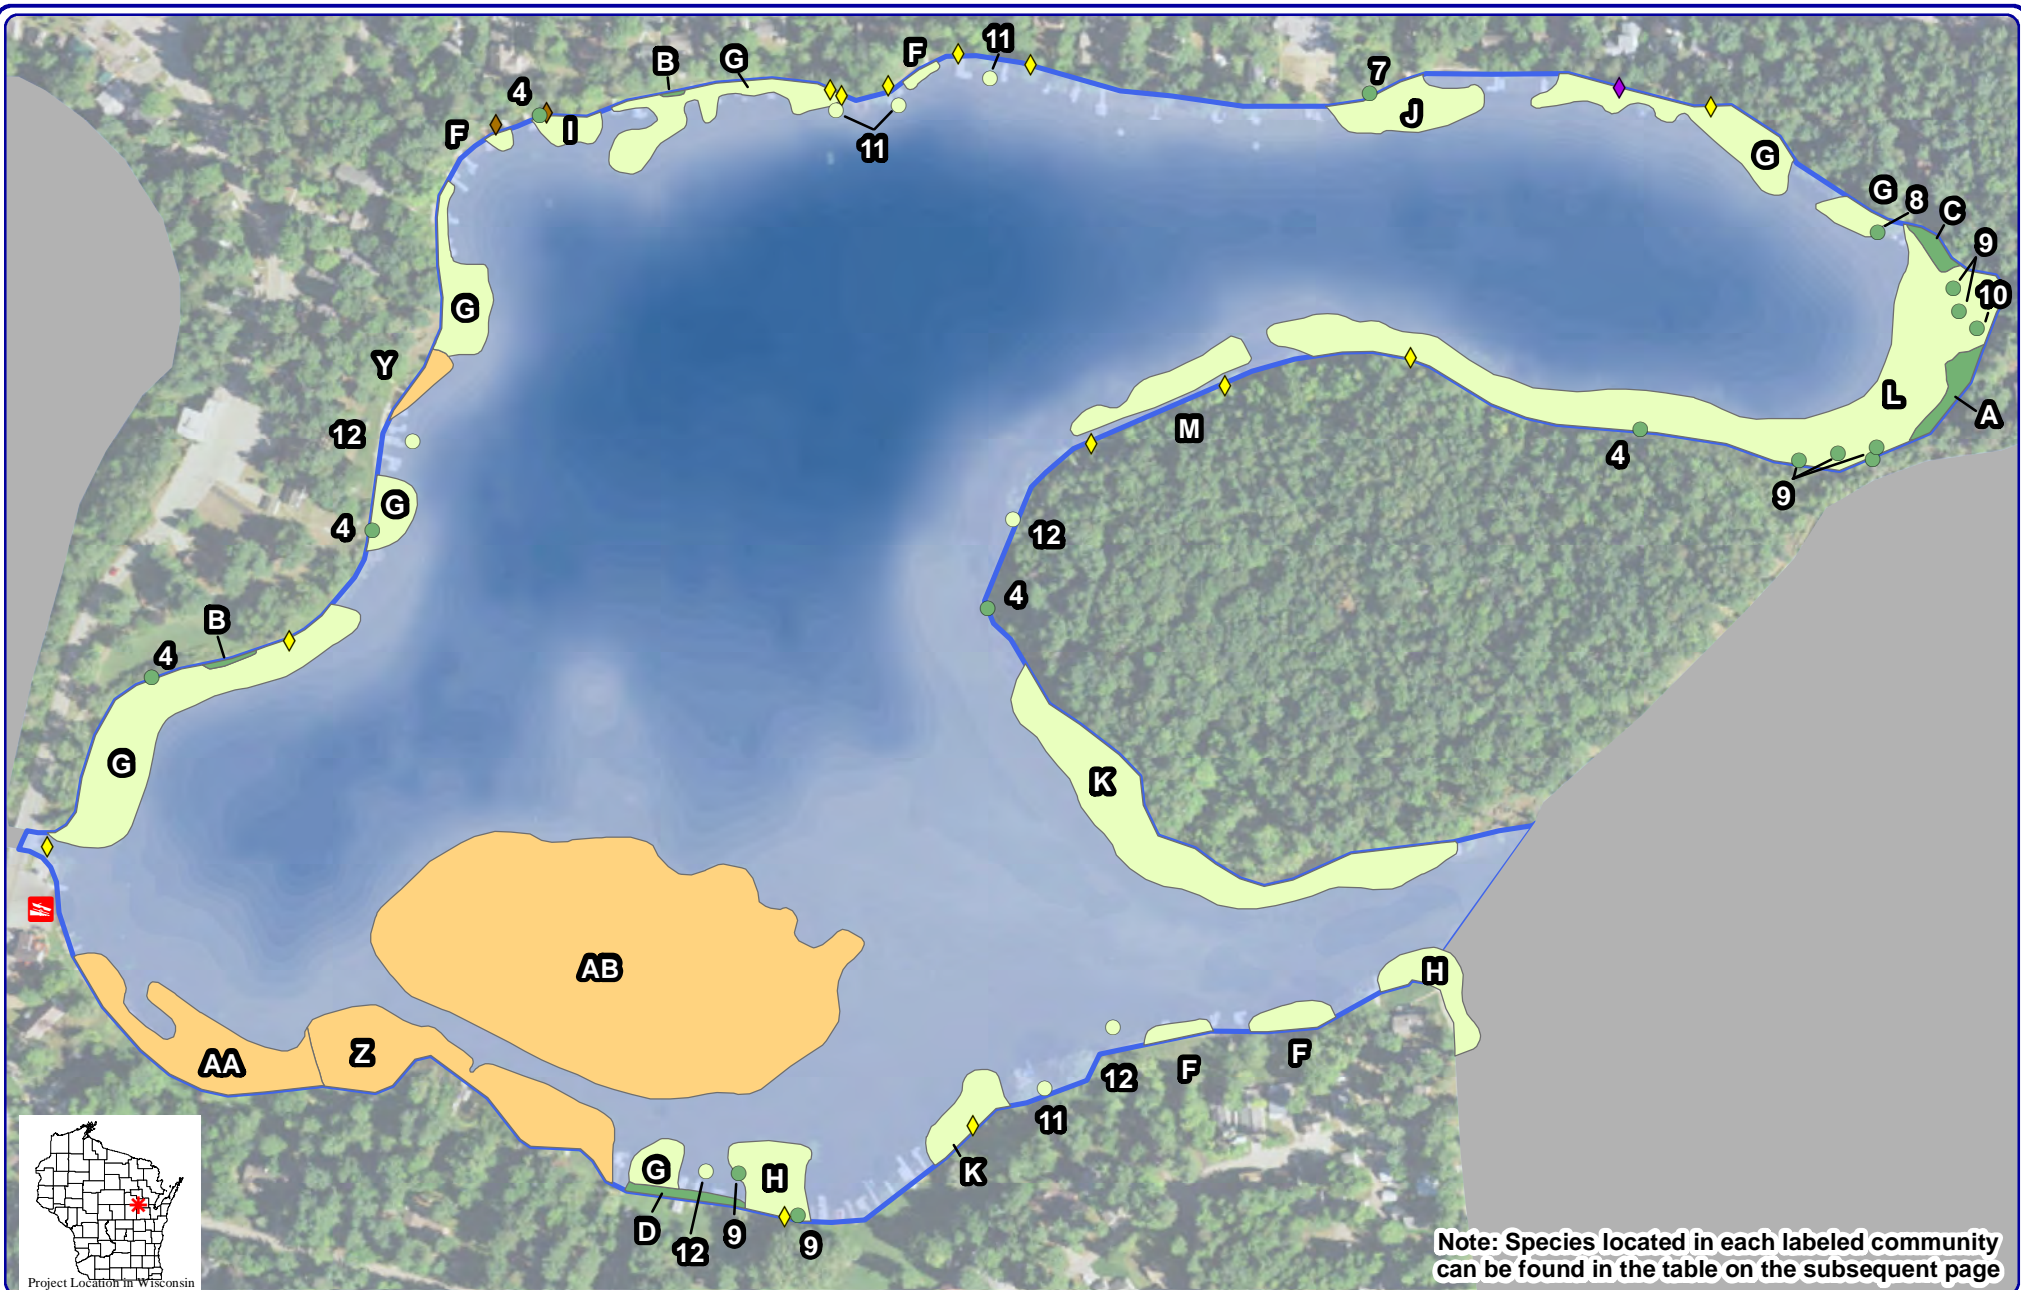 11
B
G
F
7
4
J
F
I
11
G
G
8
C
9
10
G
Y
L
A
12
M
4
G
9
4
12
4
B
4
G
K
AB
H
AA
Z
F
F
12
11
G
H
K
D
12
9
9
Project Location in Wisconsin
Note: Species located in each labeled community
can be found in the table on the subsequent page